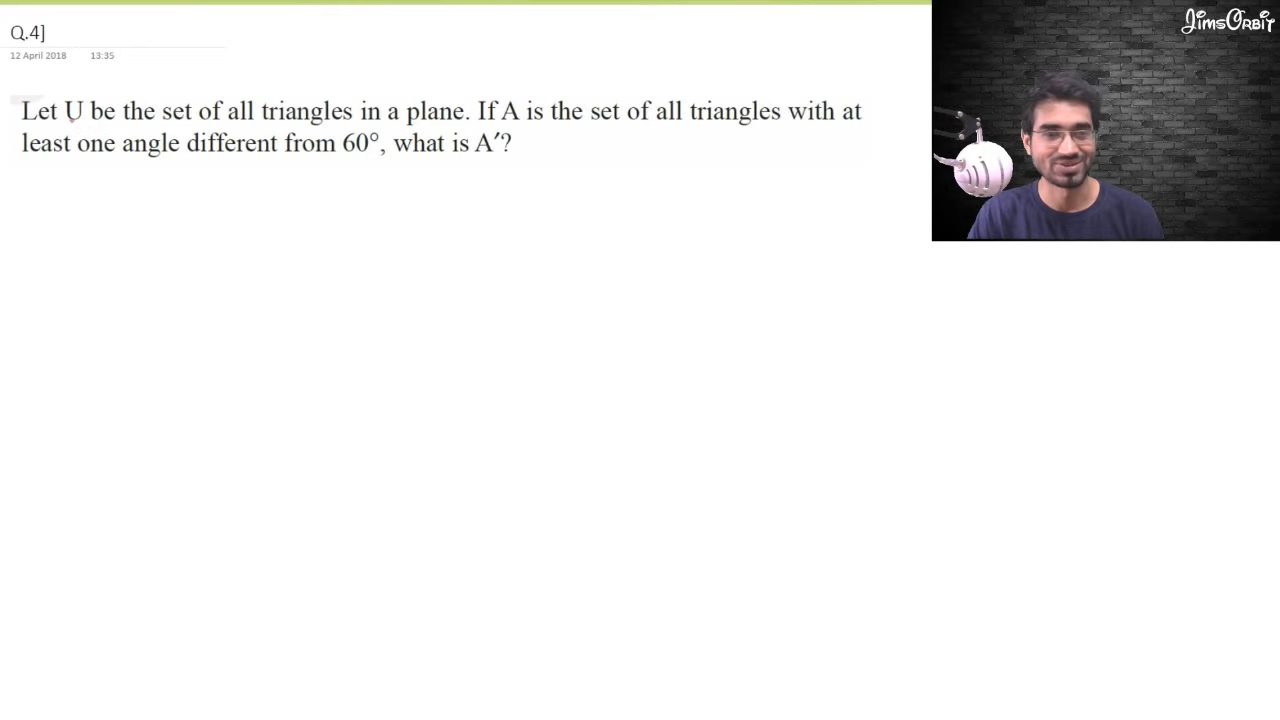 Q.4]
12 April 2018 13:35
Let U be the set of all triangles in a plane. If A is the set of all triangles with at
least one angle different from 60°, what is A′?
JimsOrbit